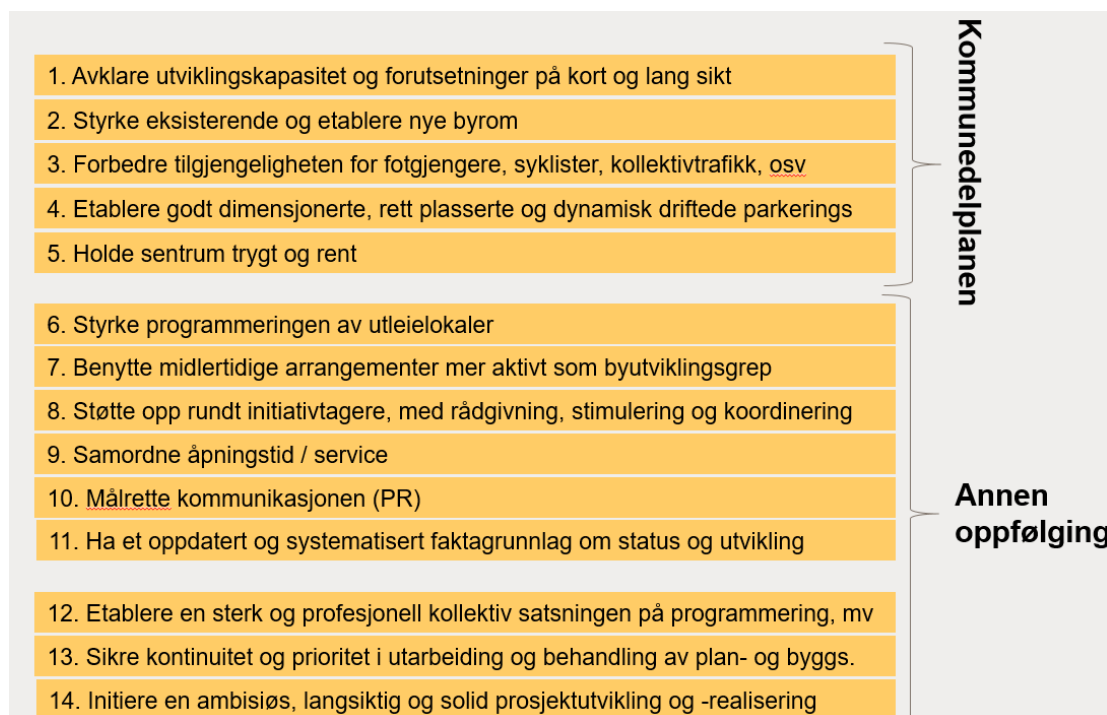 1. Avklare utviklingskapasitet og forutsetninger på kort og lang sikt
2. Styrke eksisterende og etablere nye byrom
3. Forbedre tilgjengeligheten for fotgjengere, syklister, kollektivtrafikk, osv
4. Etablere godt dimensjonerte, rett plasserte og dynamisk driftede parkerings
5. Holde sentrum trygt og rent
Kommunedelplanen
6. Styrke programmeringen av utleielokaler
7. Benytte midlertidige arrangementer mer aktivt som byutviklingsgrep
8. Støtte opp rundt initiativtagere, med rådgivning, stimulering og koordinering
9. Samordne åpningstid / service
10. Målrette kommunikasjonen (PR)
11. Ha et oppdatert og systematisert faktagrunnlag om status og utvikling
12. Etablere en sterk og profesjonell kollektiv satsningen på programmering, mv
13. Sikre kontinuitet og prioritet i utarbeiding og behandling av plan- og byggs.
14. Initiere en ambisiøs, langsiktig og solid prosjektutvikling og -realisering
Annen
oppfølging